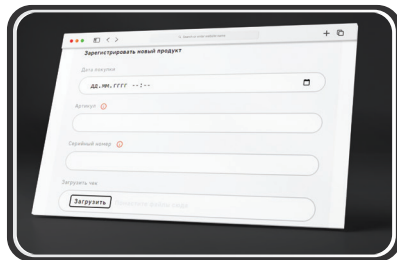 Зарегистрировать новый продукт
Дата покупки
ДД.ММ.ГГГГ --:--
Артикул
Серийный номер
Загрузить чек
Загрузить